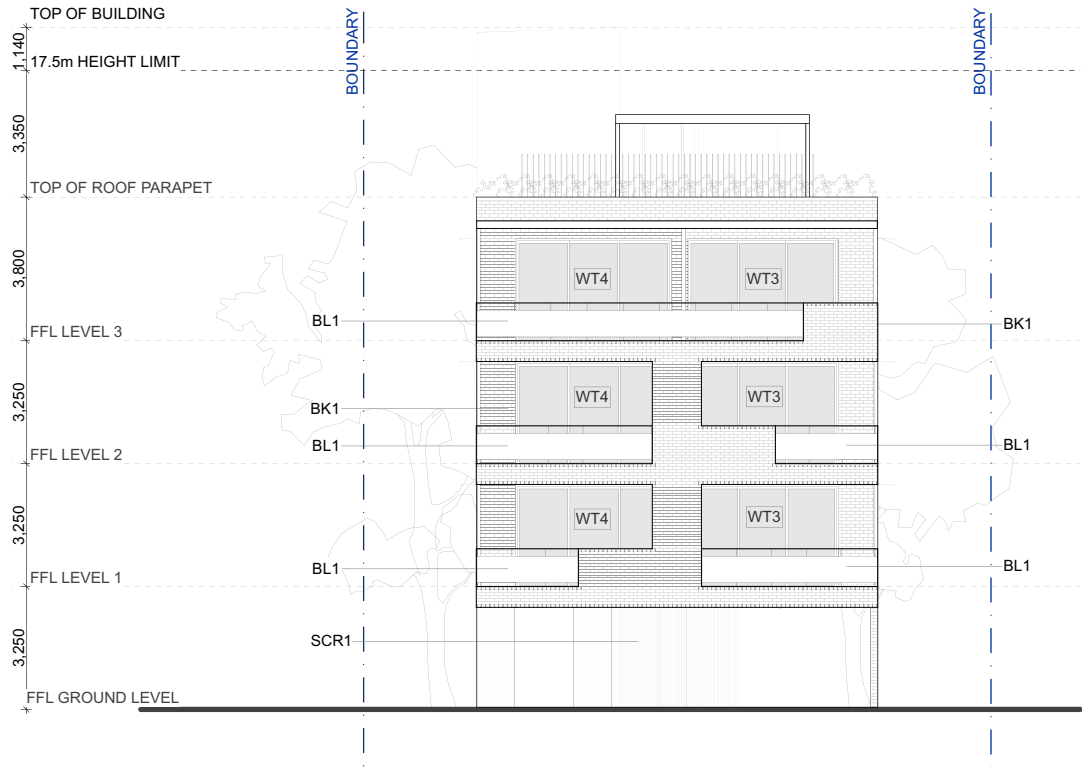 TOP OF BUILDING
1,140
17.5m HEIGHT LIMIT
BOUNDARY
BOUNDARY
3,350
TOP OF ROOF PARAPET
3,800
WT4
WT3
BL1
BK1
FFL LEVEL 3
3,250
WT4
WT3
BK1
BL1
BL1
FFL LEVEL 2
3,250
WT4
WT3
BL1
BL1
FFL LEVEL 1
3,250
SCR1
FFL GROUND LEVEL